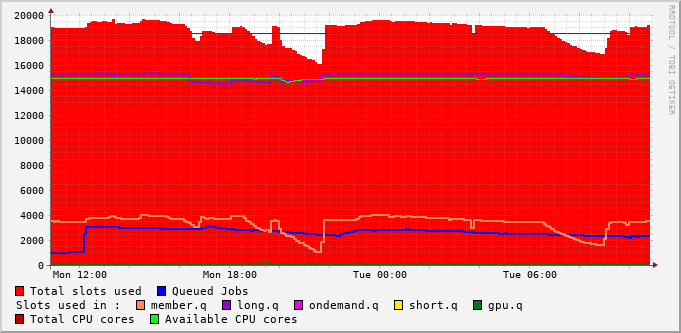 20000
18000
16000
14000
12000
10000
8000
6000
4000
2000
0
Mon 12:00 Mon 18:00 Tue 00:00 Tue 06:00
RRDTOOL / TOBI OETIKER
Total slots used Queued Jobs
Slots used in : member.q long.q ondemand.q short.q gpu.q
Total CPU cores Available CPU cores